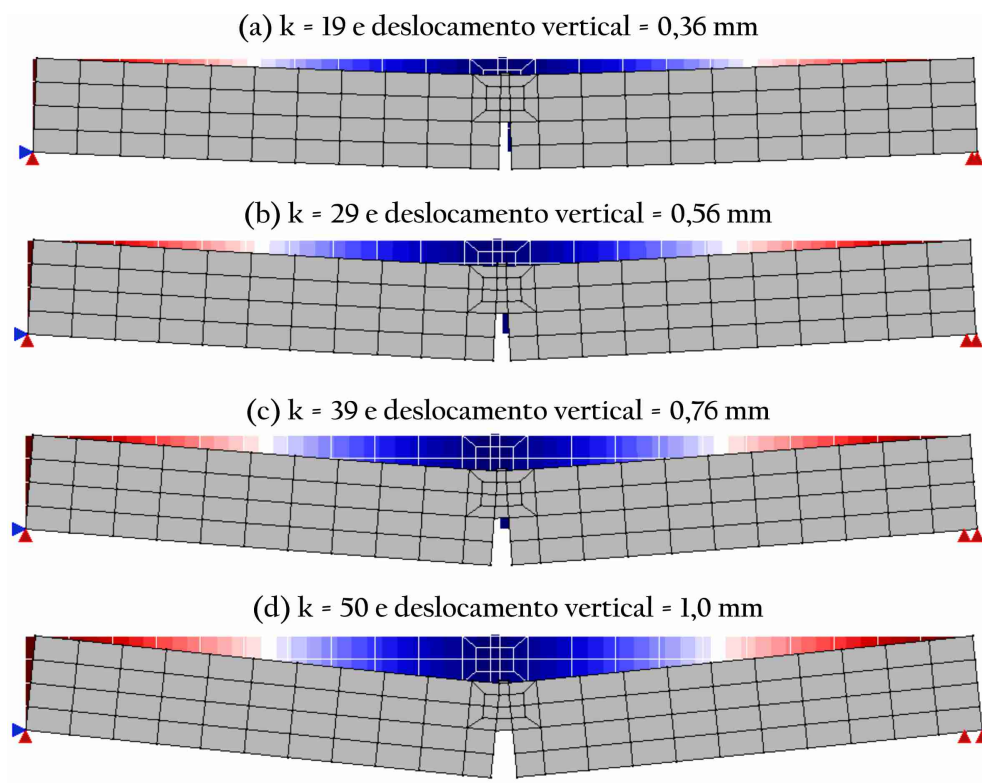 (a) k = 19 e deslocamento vertical = 0,36 mm
(b) k = 29 e deslocamento vertical = 0,56 mm
(c) k = 39 e deslocamento vertical = 0,76 mm
(d) k = 50 e deslocamento vertical = 1,0 mm